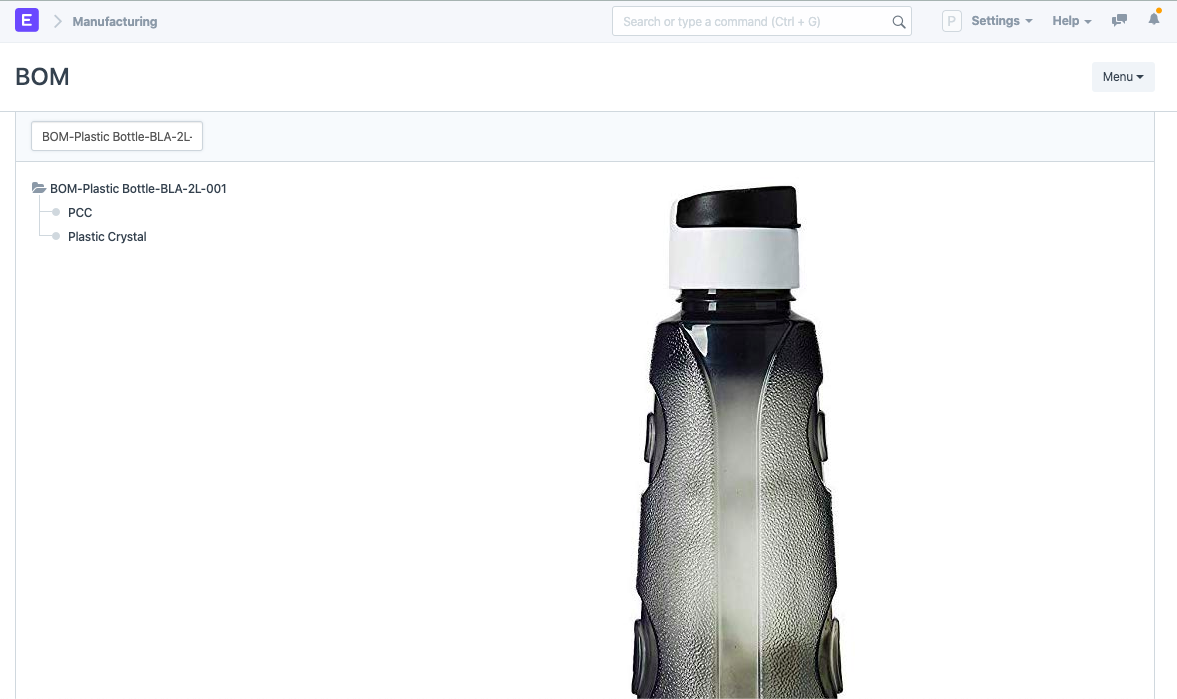 E
Manufacturing
Search or type a command (Ctrl + G)
P
Settings
Help
BOM
Menu
BOM-Plastic Bottle-BLA-2L-
BOM-Plastic Bottle-BLA-2L-001
PCC
Plastic Crystal